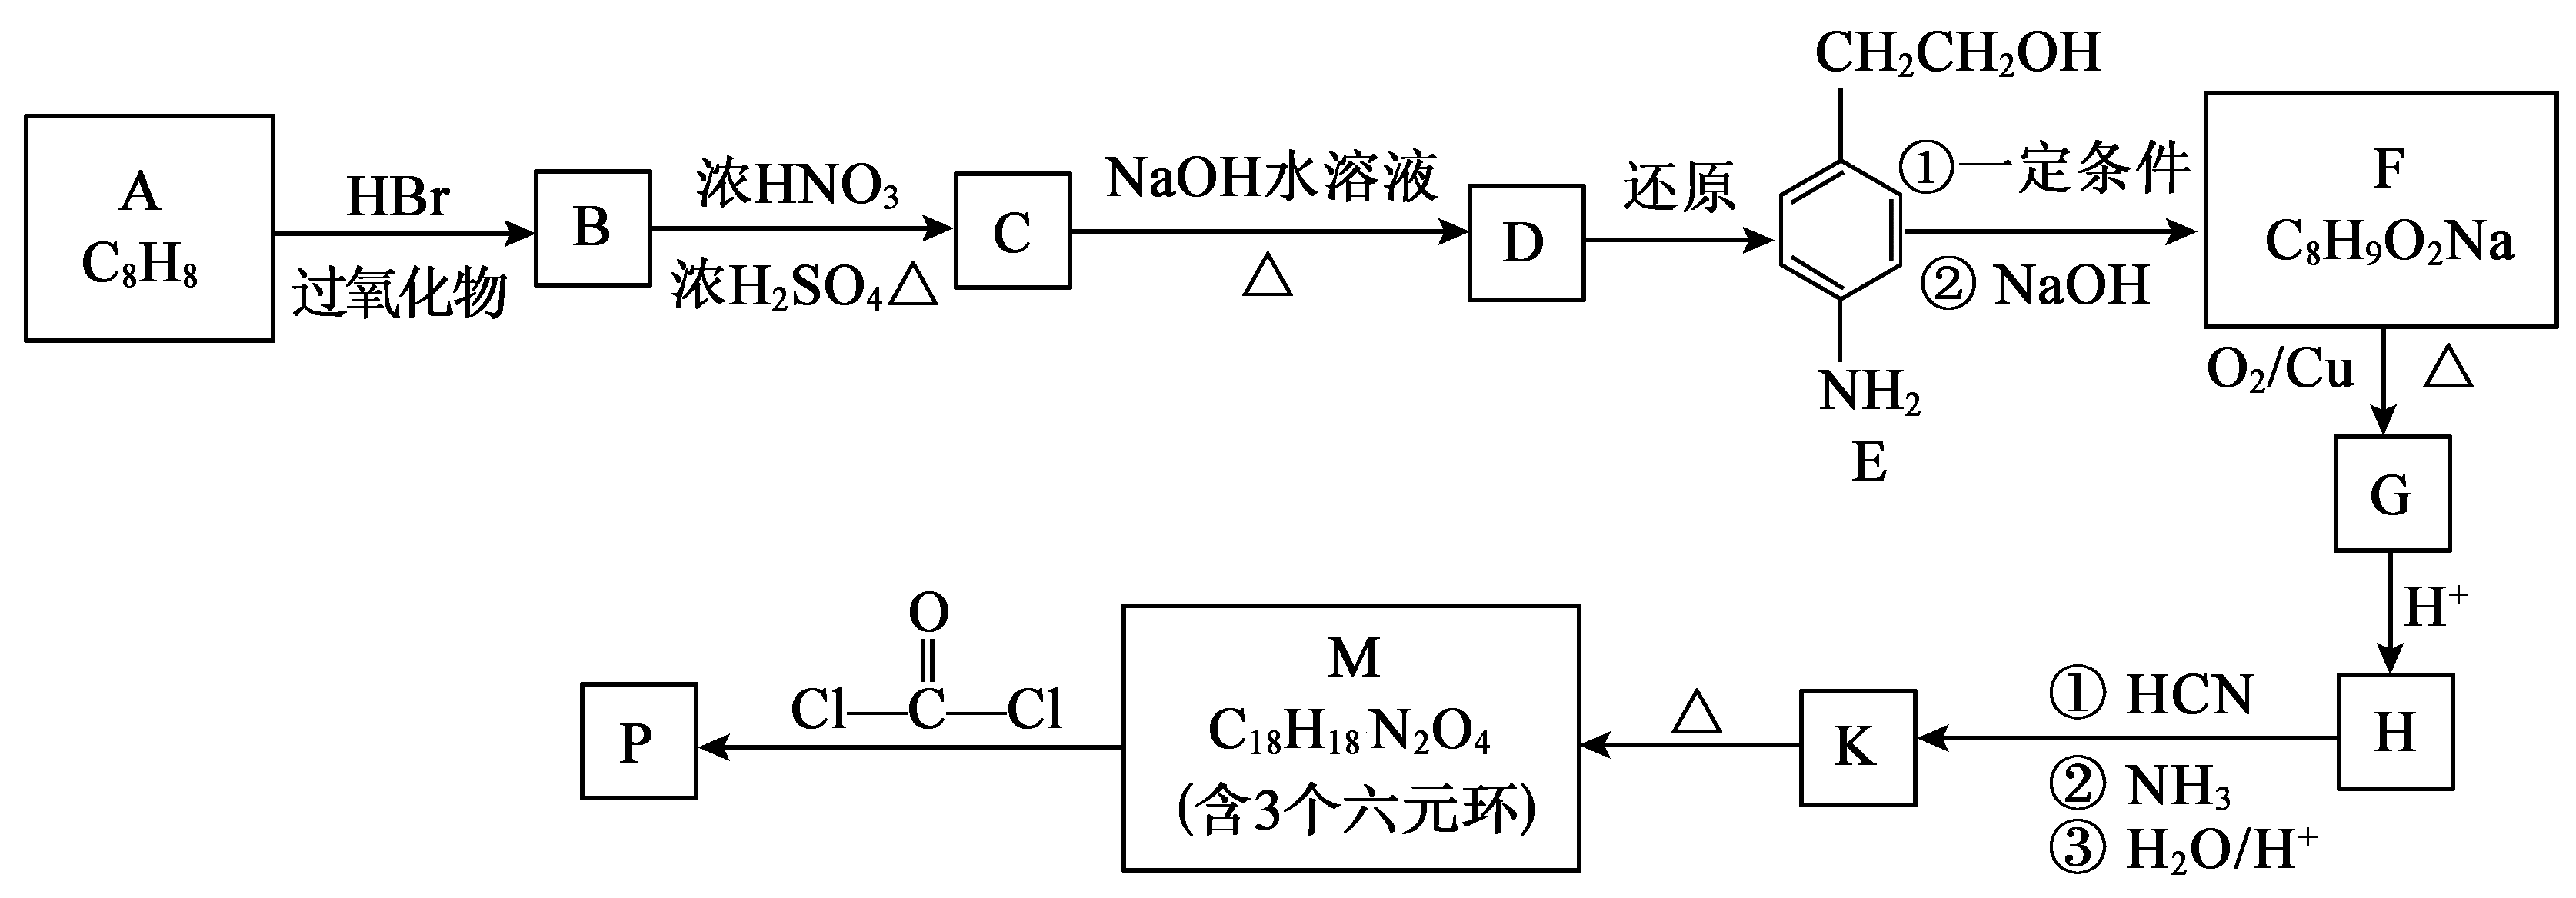 A
C₈H₈
HBr
过氧化物
B
浓HNO₃
浓H₂SO₄△
C
NaOH水溶液
△
D
还原
CH₂CH₂OH
NH₂
E
①一定条件
② NaOH
F
C₈H₉O₂Na
O₂/Cu △
G
H⁺
H
① HCN
② NH₃
③ H₂O/H⁺
K
△
M
C₁₈H₁₈N₂O₄
(含3个六元环)
O
Cl—C—Cl
P